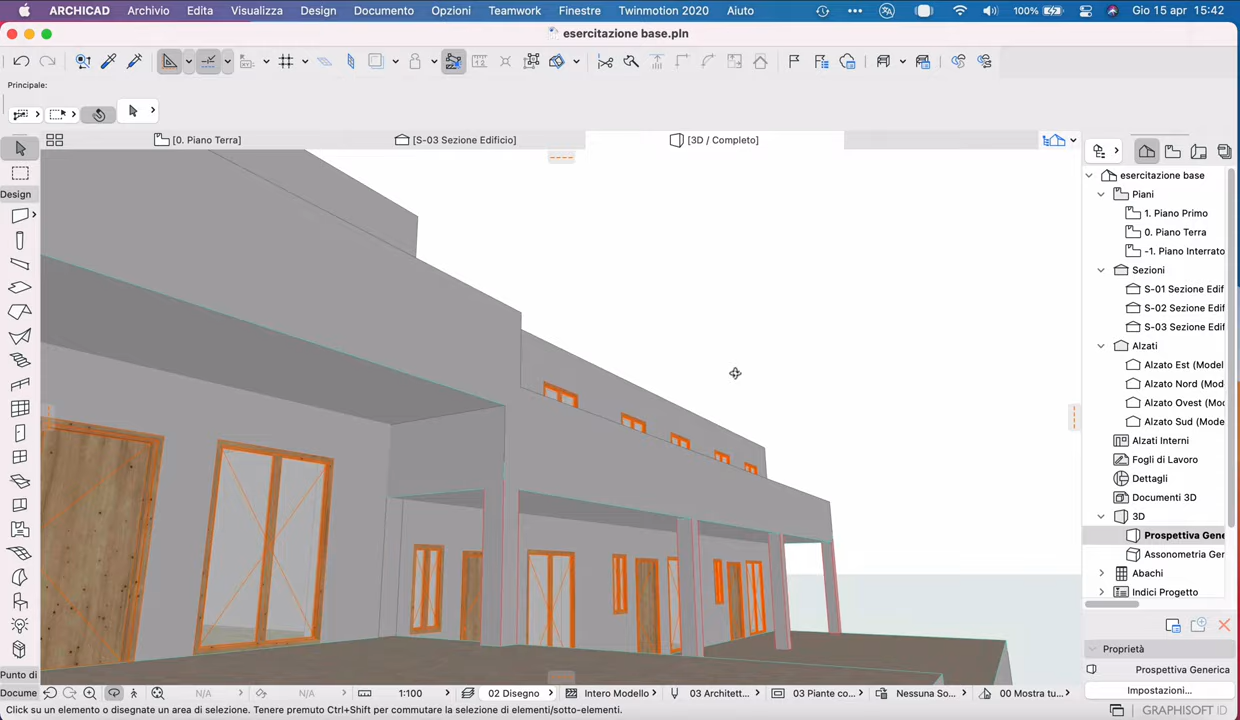 ARCHICAD Archivio Edita Visualizza Design Documento Opzioni Teamwork Finestre Twinmotion 2020 Aiuto 100% Gio 15 apr 15:42
esercitazione base.pln
Principale:
[0. Piano Terra] [S-03 Sezione Edificio] [3D / Completo]
Design
esercitazione base
Piani
1. Piano Primo
0. Piano Terra
-1. Piano Interrato
Sezioni
S-01 Sezione Edif
S-02 Sezione Edif
S-03 Sezione Edif
Alzati
Alzato Est (Model
Alzato Nord (Mod
Alzato Ovest (Mod
Alzato Sud (Mode
Alzati Interni
Fogli di Lavoro
Dettagli
Documenti 3D
3D
Prospettiva Gene
Assonometria Ger
Abachi
Indici Progetto
Proprietà
Prospettiva Generica
Impostazioni...
Punto di
Docume N/A N/A 1:100 02 Disegno Intero Modello 03 Architett... 03 Piante co... Nessuna So... 00 Mostra tu...
Click su un elemento o disegnate un area di selezione. Tenere premuto Ctrl+Shift per commutare la selezione di elementi/sotto-elementi.
GRAPHISOFT ID